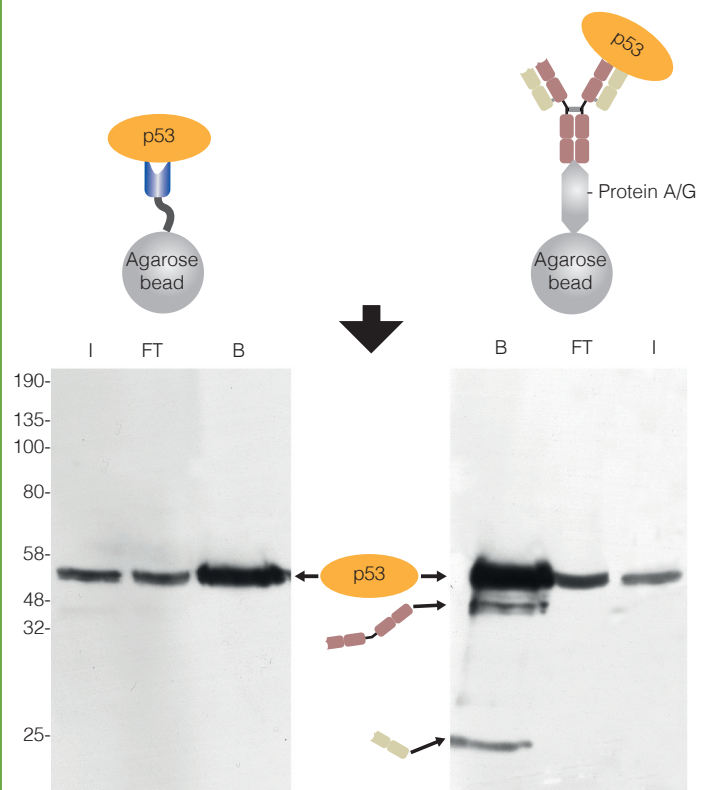 p53
p53
- Protein A/G
Agarose
bead
Agarose
bead
I FT B
B FT I
190-
135-
100-
80-
58-
p53
48-
32-
25-